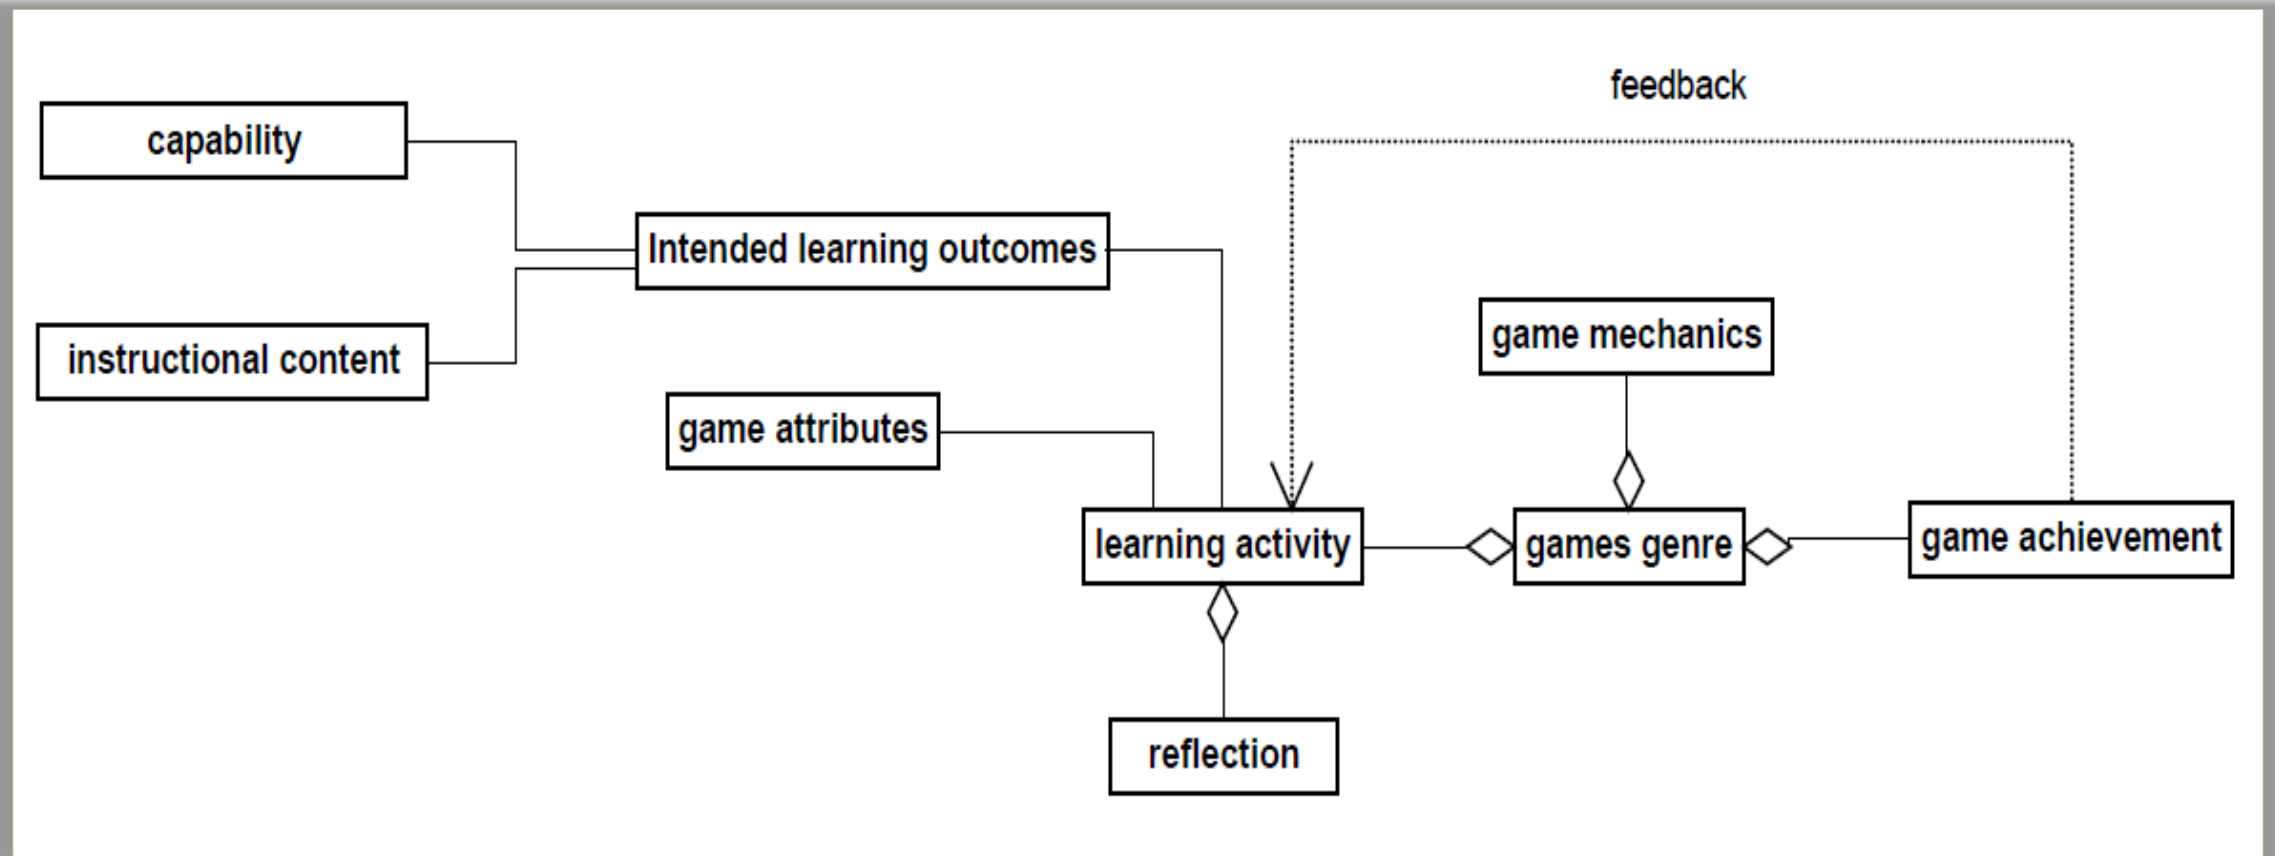 feedback
capability
Intended learning outcomes
game mechanics
instructional content
game attributes
learning activity
games genre
game achievement
reflection